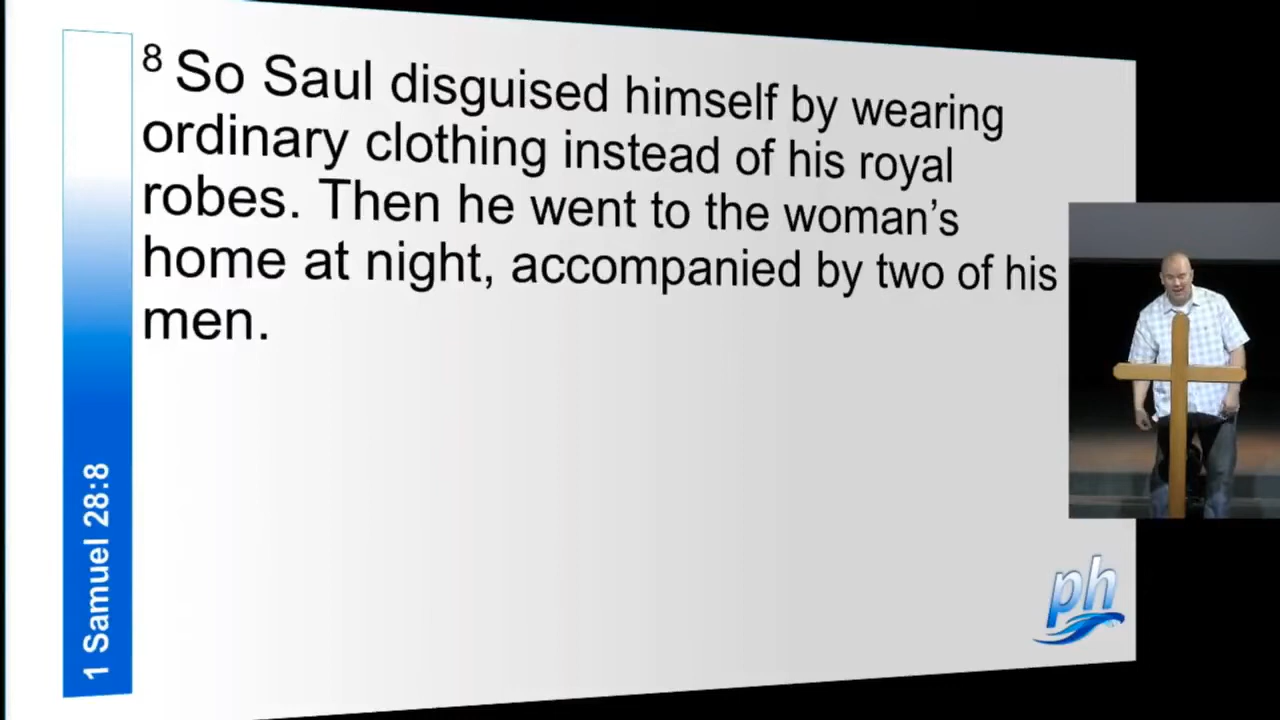 8 So Saul disguised himself by wearing
ordinary clothing instead of his royal
robes. Then he went to the woman’s
home at night, accompanied by two of his
men.
1 Samuel 28:8
ph